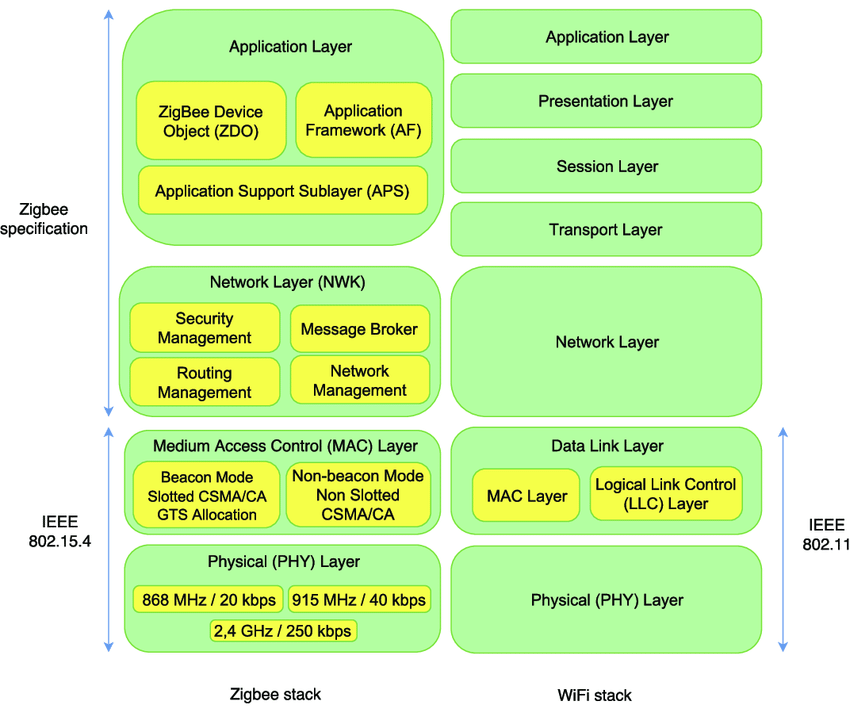 Application Layer
ZigBee Device
Object (ZDO)
Application
Framework (AF)
Application Support Sublayer (APS)
Zigbee
specification
Network Layer (NWK)
Security
Management
Message Broker
Routing
Management
Network
Management
Medium Access Control (MAC) Layer
Beacon Mode
Slotted CSMA/CA
GTS Allocation
Non-beacon Mode
Non Slotted
CSMA/CA
IEEE
802.15.4
Physical (PHY) Layer
868 MHz / 20 kbps
915 MHz / 40 kbps
2,4 GHz / 250 kbps
Zigbee stack
Application Layer
Presentation Layer
Session Layer
Transport Layer
Network Layer
Data Link Layer
MAC Layer
Logical Link Control
(LLC) Layer
IEEE
802.11
Physical (PHY) Layer
WiFi stack